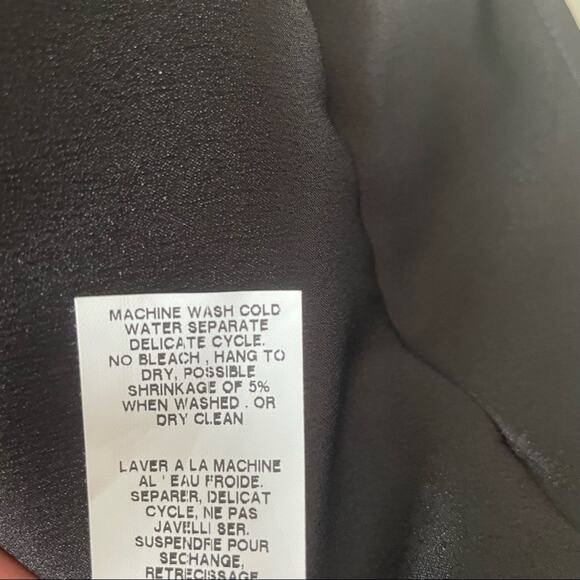 MACHINE WASH COLD
WATER SEPARATE
DELICATE CYCLE.
NO BLEACH , HANG TO
DRY, POSSIBLE
SHRINKAGE OF 5%
WHEN WASHED . OR
DRY CLEAN
LAVER A LA MACHINE
AL ' EAU FROIDE.
SEPARER, DELICAT
CYCLE, NE PAS
JAVELLI SER.
SUSPENDRE POUR
SECHANGE,
RETRECISSAGE